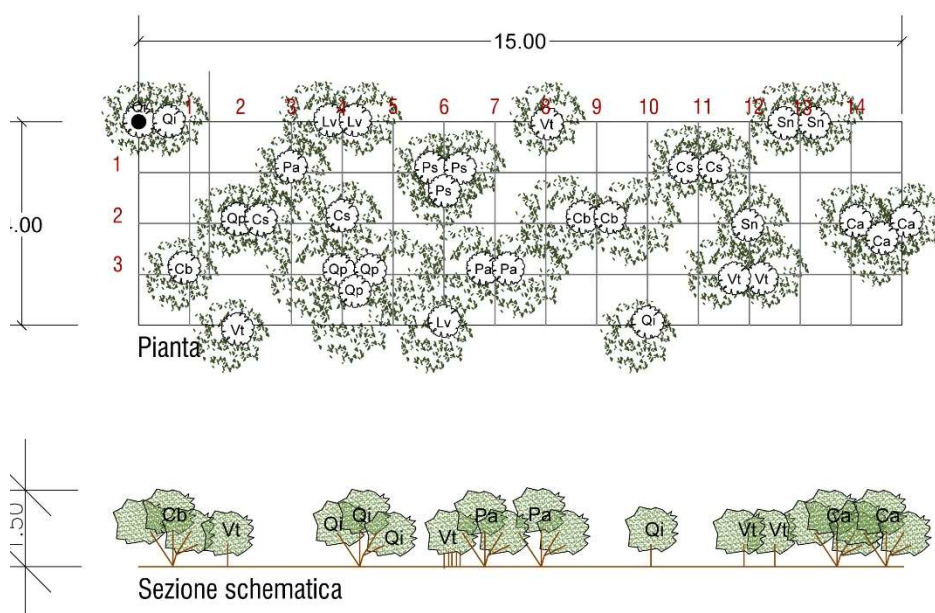 15.00
1 2 3 4 5 6 7 8 9 10 11 12 13 14
Qi Lv Lv Vt Sn Sn
1 Pa Ps Ps Cs Cs
Ps
2 Qp Cs Cs Cb Cb Sn Ca Ca
.00
Ca
3 Cb Qp Qp Pa Pa Vt Vt
Qp
Vt Lv Qi
Pianta
Cb Qi Qi Pa Pa Ca Ca
.50 Vt Qi Vt Qi Vt Vt
Sezione schematica